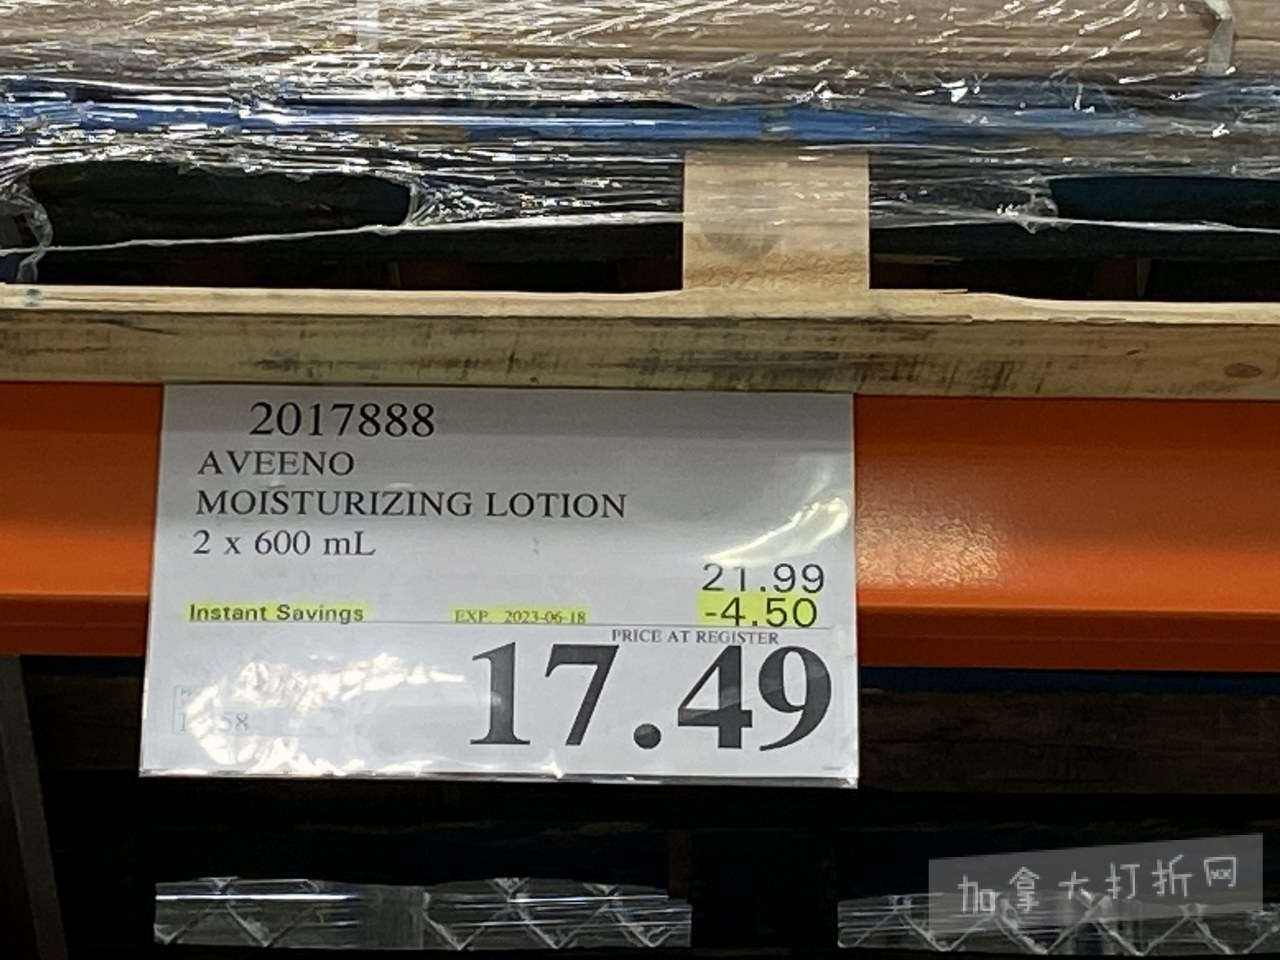 2017888
AVEENO
MOISTURIZING LOTION
2 x 600 mL
21.99
Instant Savings EXP. 2023-06-18 -4.50
PRICE AT REGISTER
17.49
加拿大打折网